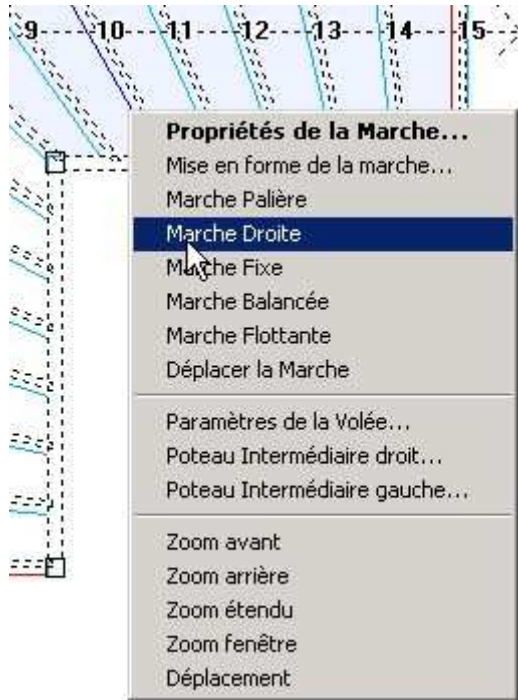 9 10 11 12 13 14 15
Propriétés de la Marche...
Mise en forme de la marche...
Marche Palière
Marche Droite
Marche Fixe
Marche Balancée
Marche Flottante
Déplacer la Marche
Paramètres de la Volée...
Poteau Intermédiaire droit...
Poteau Intermédiaire gauche...
Zoom avant
Zoom arrière
Zoom étendu
Zoom fenêtre
Déplacement